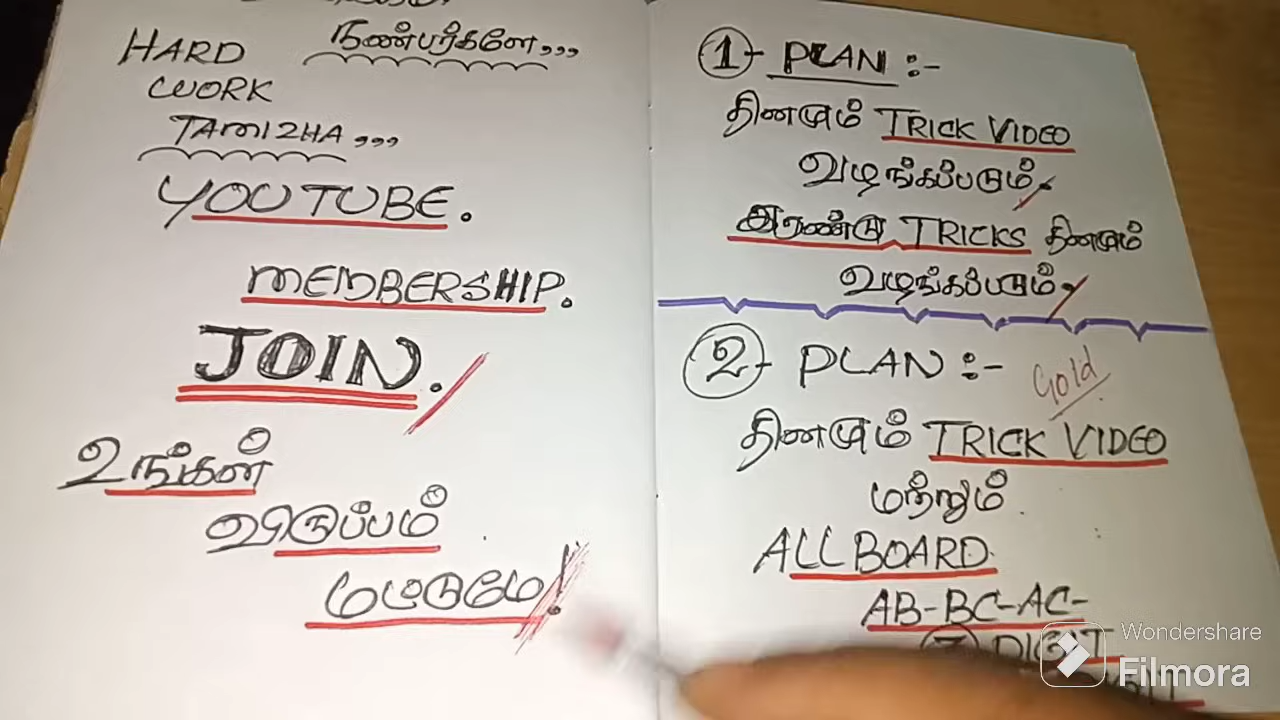 HARD நண்பர்களே,,,
WORK
TAMIZHA,,,
YOUTUBE.
MEMBERSHIP.
JOIN.
உங்கள்
விருப்பம்
மட்டுமே!
1- PLAN :-
தினமும் TRICK VIDEO
வழங்கப்படும்.
இரண்டு TRICKS தினமும்
வழங்கப்படும்.
2- PLAN :- Gold
தினமும் TRICK VIDEO
மற்றும்
ALL BOARD
AB-BC-AC-
3 DIGIT
Wondershare
Filmora